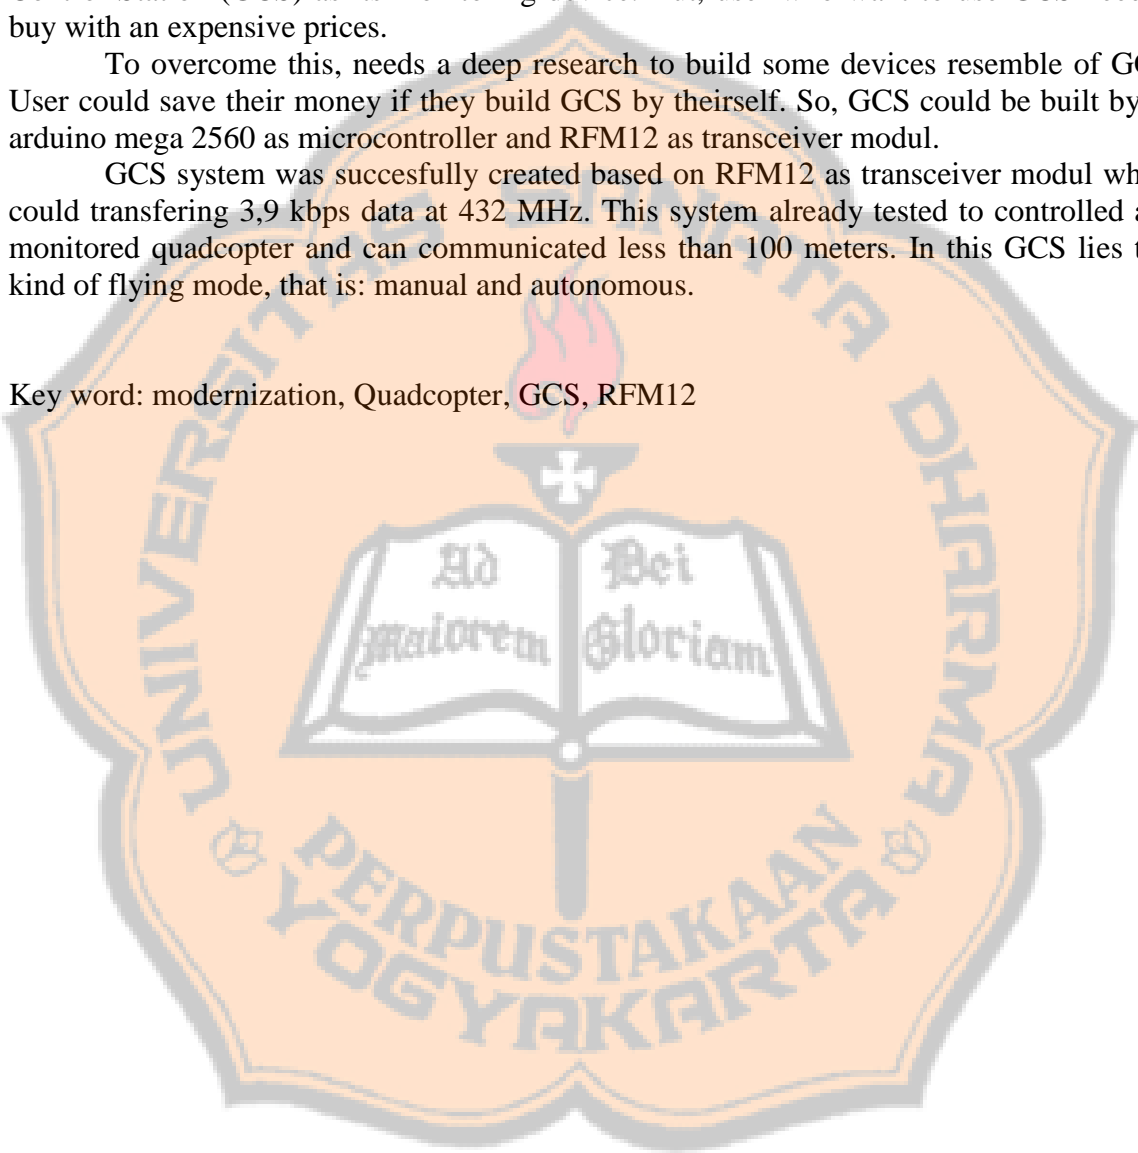 buy with an expensive prices.
To overcome this, needs a deep research to build some devices resemble of
User could save their money if they build GCS by theirself. So, GCS could be built by
arduino mega 2560 as microcontroller and RFM12 as transceiver modul.
GCS system was succesfully created based on RFM12 as transceiver modul
could transfering 3,9 kbps data at 432 MHz. This system already tested to controlled
monitored quadcopter and can communicated less than 100 meters. In this GCS lies
kind of flying mode, that is: manual and autonomous.
Key word: modernization, Quadcopter, GCS, RFM12
UNIVERSITAS SANATA DHARMA
Ad Dei
maiorem Gloriam
PERPUSTAKAAN
YOGYAKARTA